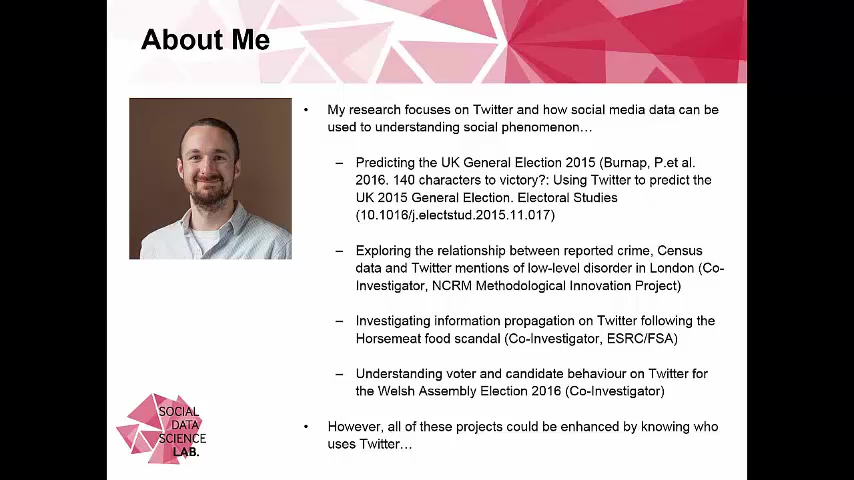 About Me
• My research focuses on Twitter and how social media data can be
used to understanding social phenomenon…
– Predicting the UK General Election 2015 (Burnap, P.et al.
2016. 140 characters to victory?: Using Twitter to predict the
UK 2015 General Election. Electoral Studies
(10.1016/j.electstud.2015.11.017)
– Exploring the relationship between reported crime, Census
data and Twitter mentions of low-level disorder in London (Co-
Investigator, NCRM Methodological Innovation Project)
– Investigating information propagation on Twitter following the
Horsemeat food scandal (Co-Investigator, ESRC/FSA)
– Understanding voter and candidate behaviour on Twitter for
the Welsh Assembly Election 2016 (Co-Investigator)
• However, all of these projects could be enhanced by knowing who
uses Twitter…
SOCIAL
DATA
SCIENCE
LAB.